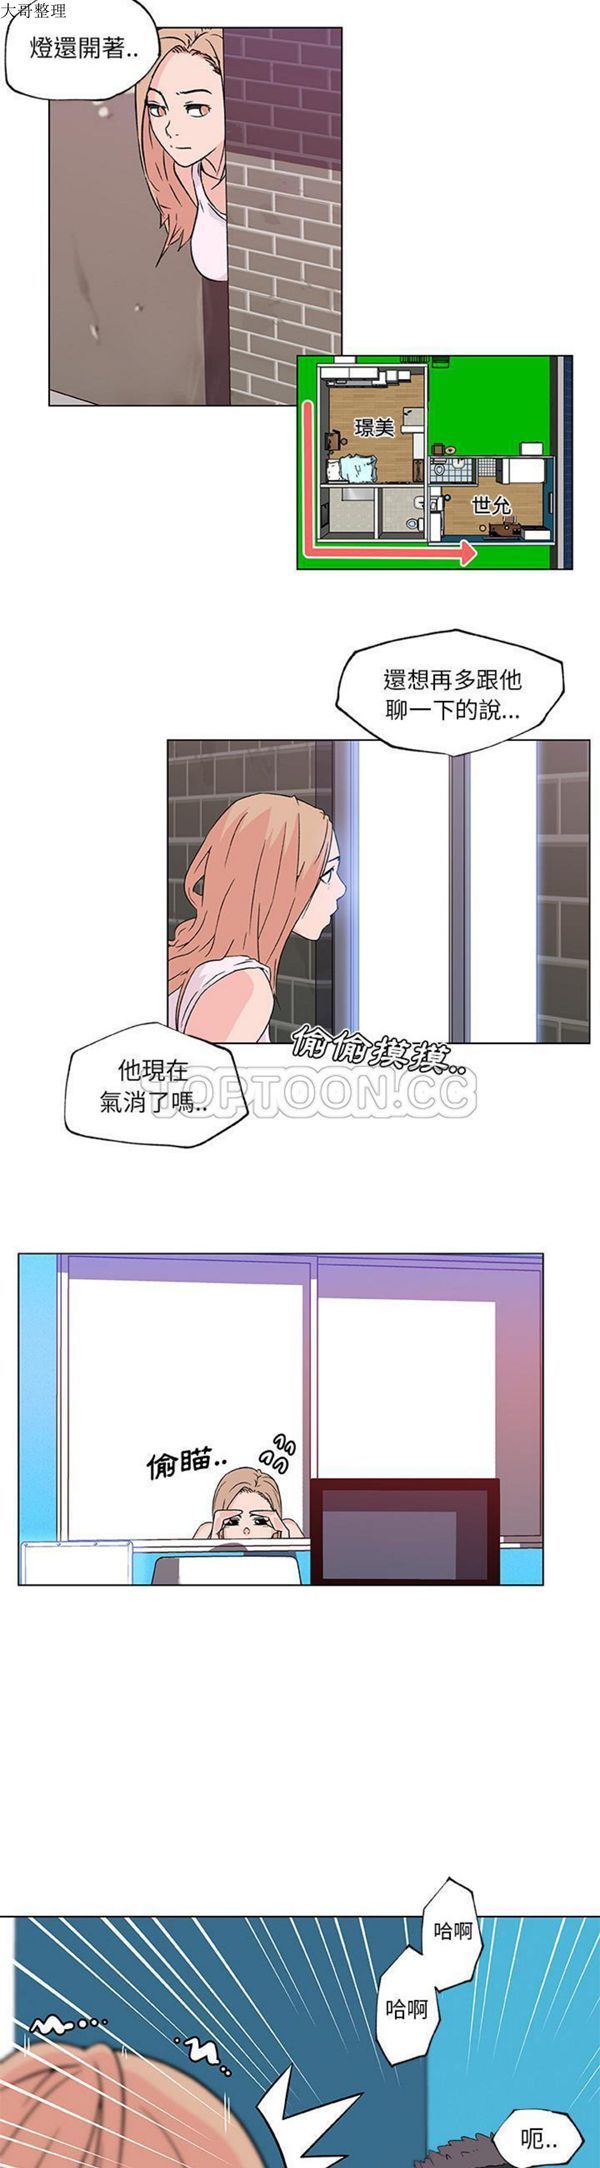 大哥整理
燈還開著..
璟美
世允
還想再多跟他
聊一下的說...
偷偷摸摸..
他現在
氣消了嗎..
TOPTOON.CC
偷瞄..
哈啊
哈啊
呃..